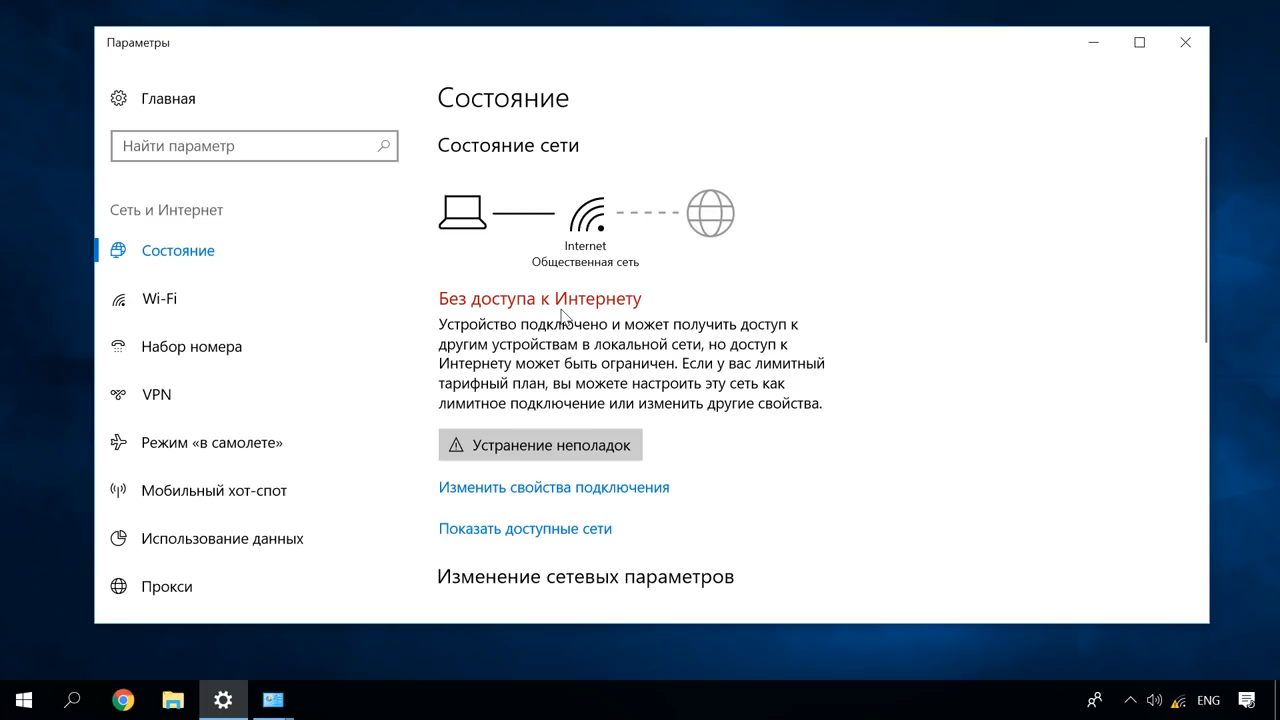 Параметры
Главная
Найти параметр
Сеть и Интернет
Состояние
Wi-Fi
Набор номера
VPN
Режим «в самолете»
Мобильный хот-спот
Использование данных
Прокси
Состояние
Состояние сети
Internet
Общественная сеть
Без доступа к Интернету
Устройство подключено и может получить доступ к
другим устройствам в локальной сети, но доступ к
Интернету может быть ограничен. Если у вас лимитный
тарифный план, вы можете настроить эту сеть как
лимитное подключение или изменить другие свойства.
Устранение неполадок
Изменить свойства подключения
Показать доступные сети
Изменение сетевых параметров
ENG